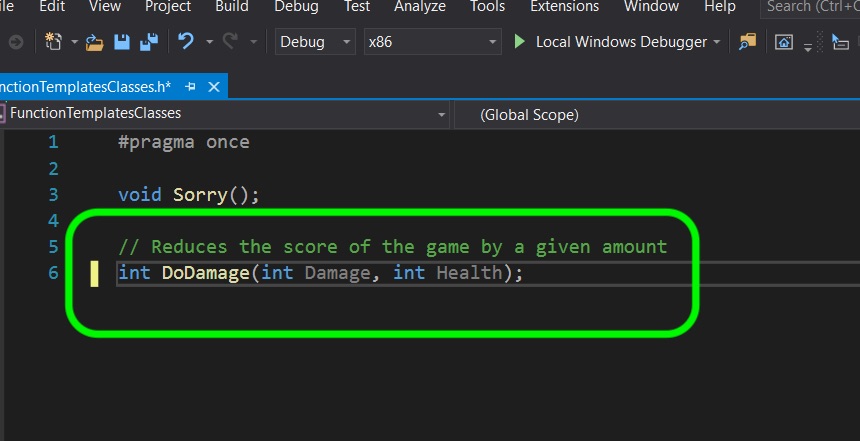 ile Edit View Project Build Debug Test Analyze Tools Extensions Window Help Search (Ctrl+
Debug x86 Local Windows Debugger
nctionTemplatesClasses.h*
FunctionTemplatesClasses (Global Scope)
1 #pragma once
2
3 void Sorry();
4
5 // Reduces the score of the game by a given amount
6 int DoDamage(int Damage, int Health);